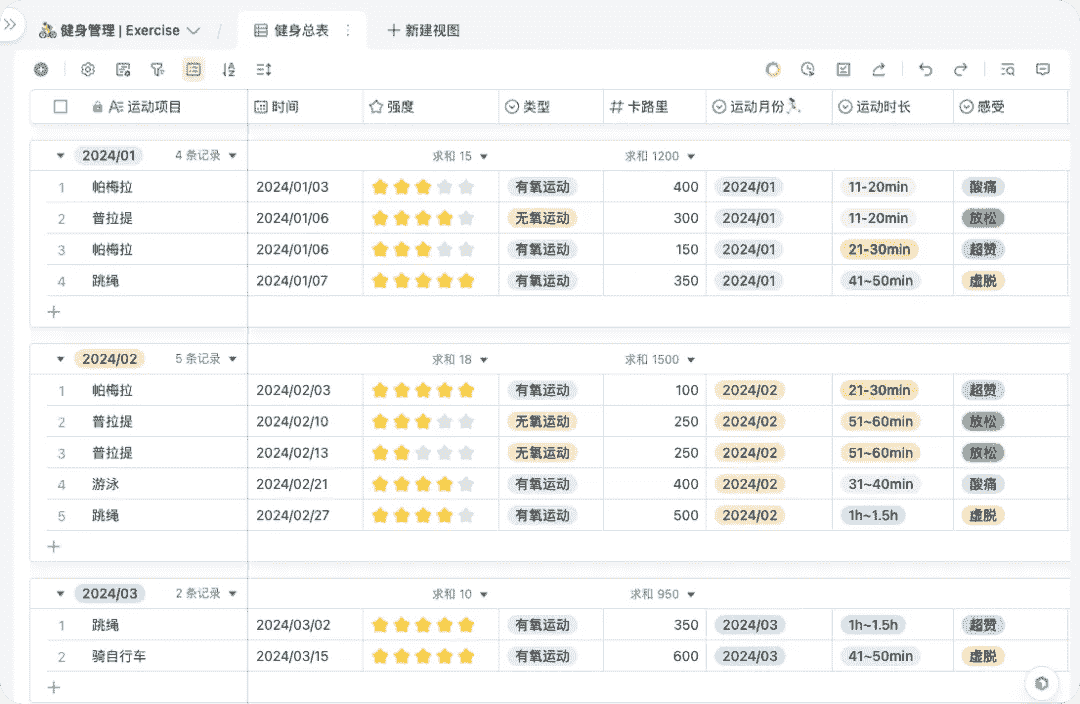 健身管理 | Exercise 健身总表 新建视图
运动项目 时间 强度 类型 卡路里 运动月份 运动时长 感受
2024/01 4 条记录 求和 15 求和 1200
1 帕梅拉 2024/01/03 有氧运动 400 2024/01 11-20min 酸痛
2 普拉提 2024/01/06 无氧运动 300 2024/01 11-20min 放松
3 帕梅拉 2024/01/06 有氧运动 150 2024/01 21-30min 超赞
4 跳绳 2024/01/07 有氧运动 350 2024/01 41~50min 虚脱
2024/02 5 条记录 求和 18 求和 1500
1 帕梅拉 2024/02/03 有氧运动 100 2024/02 21-30min 超赞
2 普拉提 2024/02/10 无氧运动 250 2024/02 51~60min 放松
3 普拉提 2024/02/13 无氧运动 250 2024/02 51~60min 放松
4 游泳 2024/02/21 有氧运动 400 2024/02 31~40min 酸痛
5 跳绳 2024/02/27 有氧运动 500 2024/02 1h~1.5h 虚脱
2024/03 2 条记录 求和 10 求和 950
1 跳绳 2024/03/02 有氧运动 350 2024/03 1h~1.5h 超赞
2 骑自行车 2024/03/15 有氧运动 600 2024/03 41~50min 虚脱